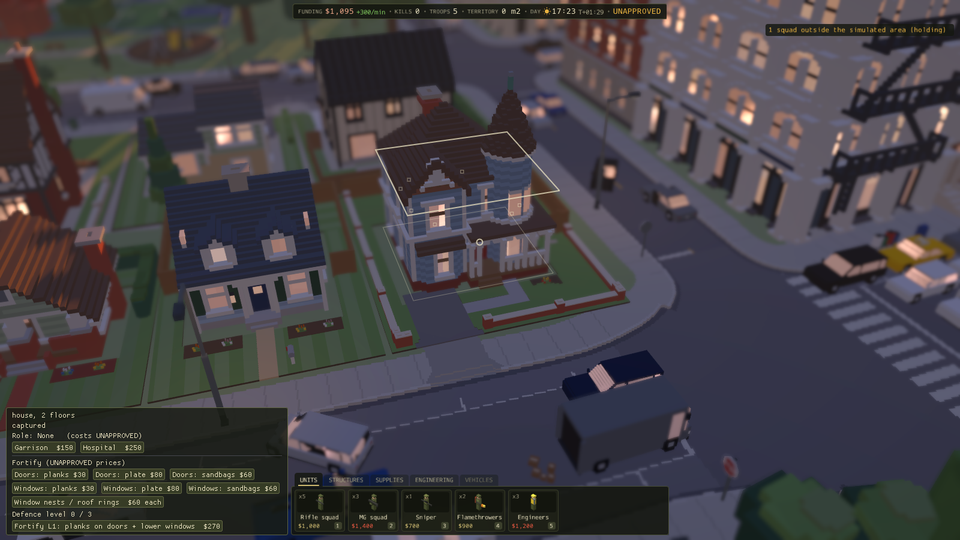 FUNDING $1,095 +300/min · KILLS 0 · TROOPS 5 · TERRITORY 0 m2 · DAY 17:23 T=01:29 · UNAPPROVED
1 squad outside the simulated area (holding)
house, 2 floors
captured
Role: None (costs UNAPPROVED)
Garrison $150 Hospital $250
Fortify (UNAPPROVED prices)
Doors: planks $30 Doors: plate $80 Doors: sandbags $60
Windows: planks $30 Windows: plate $80 Windows: sandbags $60
Window nests / roof rings $60 each
Defence level 0 / 3
Fortify L1: planks on doors + lower windows $270
UNITS STRUCTURES SUPPLIES ENGINEERING VEHICLES
x5 x3 x1 x2 x3
Rifle squad MG squad Sniper Flamethrowers Engineers
$1,000 1 $1,400 2 $700 3 $900 4 $1,200 5